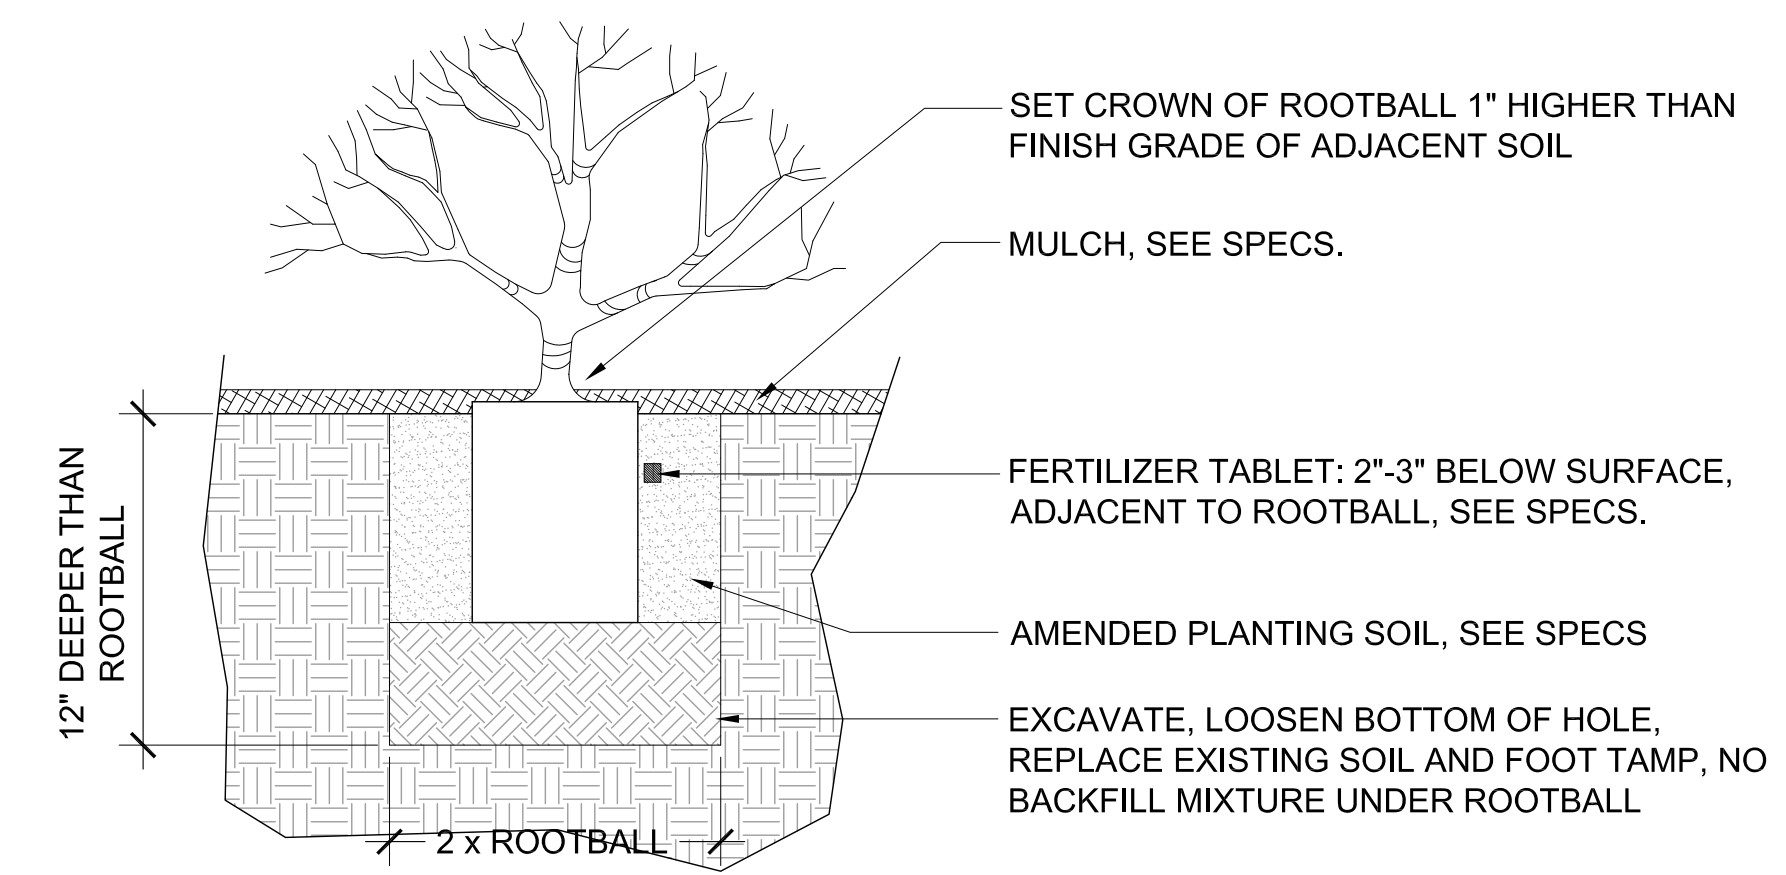 SET CROWN OF ROOTBALL 1" HIGHER THAN
FINISH GRADE OF ADJACENT SOIL
MULCH, SEE SPECS.
FERTILIZER TABLET: 2"-3" BELOW SURFACE,
ADJACENT TO ROOTBALL, SEE SPECS.
AMENDED PLANTING SOIL, SEE SPECS
EXCAVATE, LOOSEN BOTTOM OF HOLE,
REPLACE EXISTING SOIL AND FOOT TAMP, NO
BACKFILL MIXTURE UNDER ROOTBALL
12" DEEPER THAN
ROOTBALL
2 x ROOTBALL